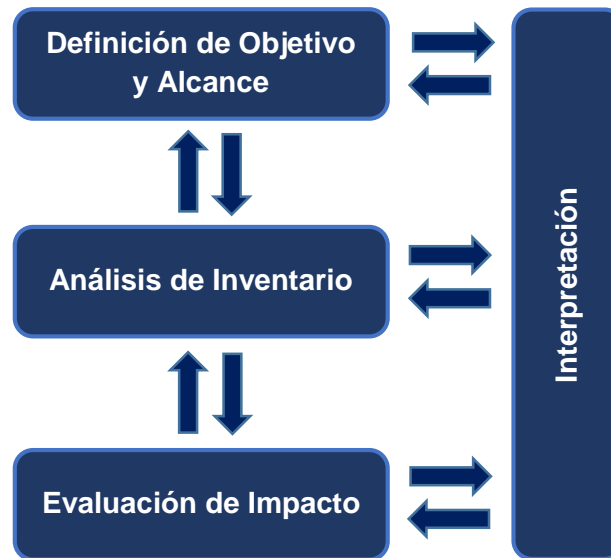 Definición de Objetivo
y Alcance
Análisis de Inventario
Interpretación
Evaluación de Impacto